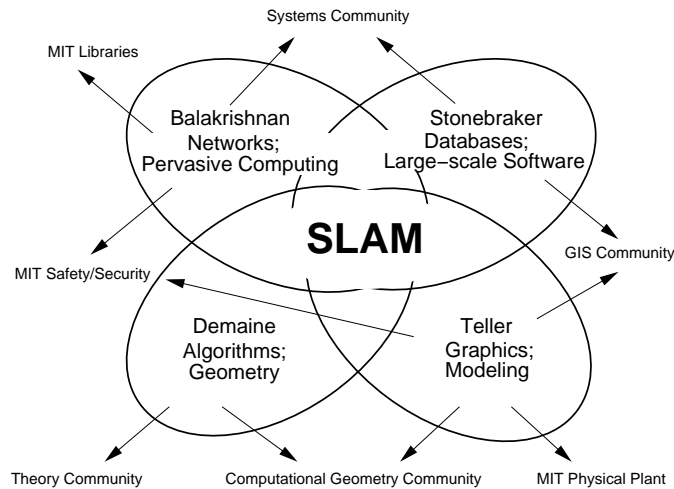 Systems Community
MIT Libraries
Balakrishnan
Networks;
Pervasive Computing
Stonebraker
Databases;
Large−scale Software
SLAM
GIS Community
MIT Safety/Security
Demaine
Algorithms;
Geometry
Teller
Graphics;
Modeling
Theory Community
Computational Geometry Community
MIT Physical Plant